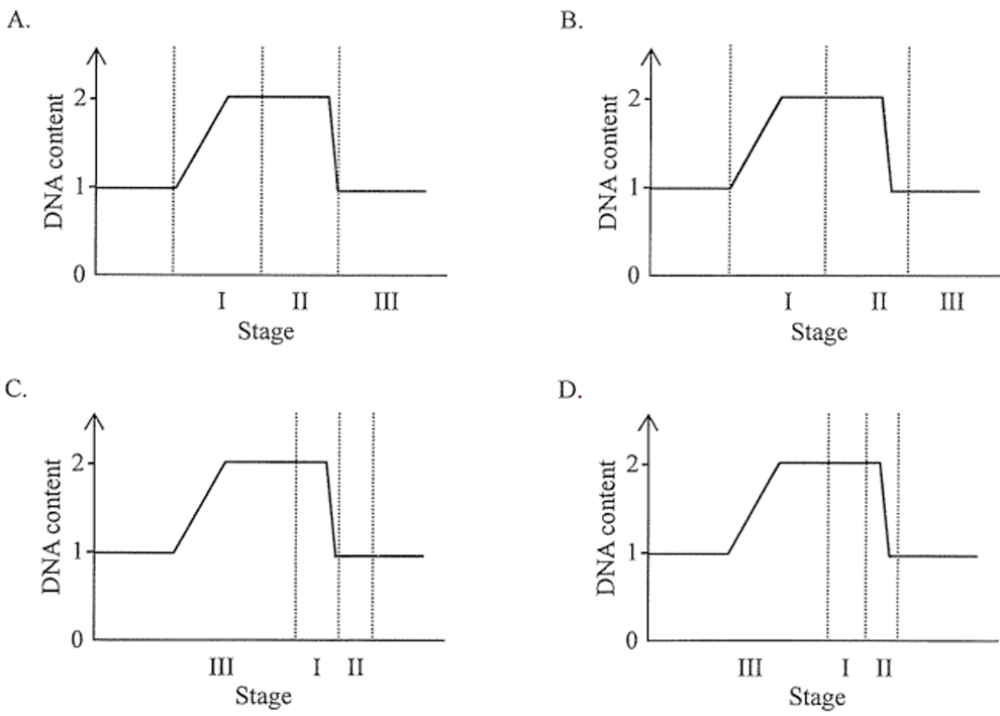 A.
DNA content
2
1
0
I II III
Stage
B.
DNA content
2
1
0
I II III
Stage
C.
DNA content
2
1
0
III I II
Stage
D.
DNA content
2
1
0
III I II
Stage